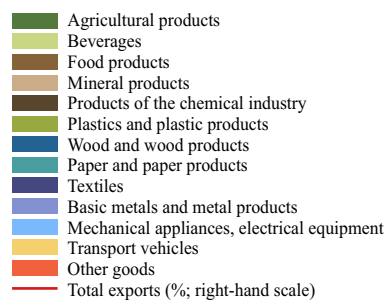 Agricultural products
Beverages
Food products
Mineral products
Products of the chemical industry
Plastics and plastic products
Wood and wood products
Paper and paper products
Textiles
Basic metals and metal products
Mechanical appliances, electrical equipment
Transport vehicles
Other goods
Total exports (%; right-hand scale)